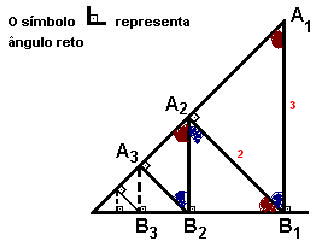 O símbolo representa
ângulo reto
A1
3
A2
2
A3
B3 B2 B1